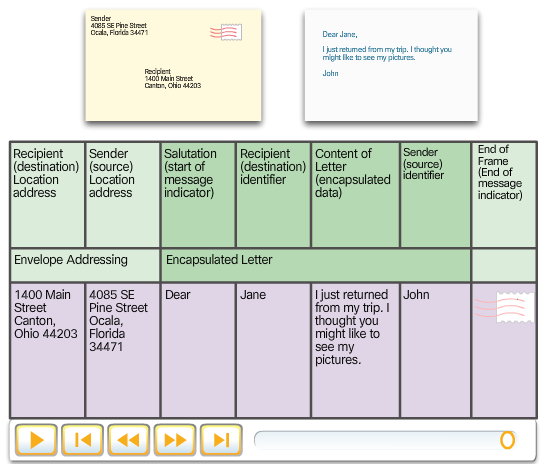 Sender
4085 SE Pine Street
Ocala, Florida 34471
Recipient
1400 Main Street
Canton, Ohio 44203
Dear Jane,
I just returned from my trip. I thought you
might like to see my pictures.
John
Recipient
(destination)
Location
address
Sender
(source)
Location
address
Salutation
(start of
message
indicator)
Recipient
(destination)
identifier
Content of
Letter
(encapsulated
data)
Sender
(source)
identifier
End of
Frame
(End of
message
indicator)
Envelope Addressing
Encapsulated Letter
1400 Main
Street
Canton,
Ohio 44203
4085 SE
Pine Street
Ocala,
Florida
34471
Dear
Jane
I just returned
from my trip. I
thought you
might like to
see my
pictures.
John